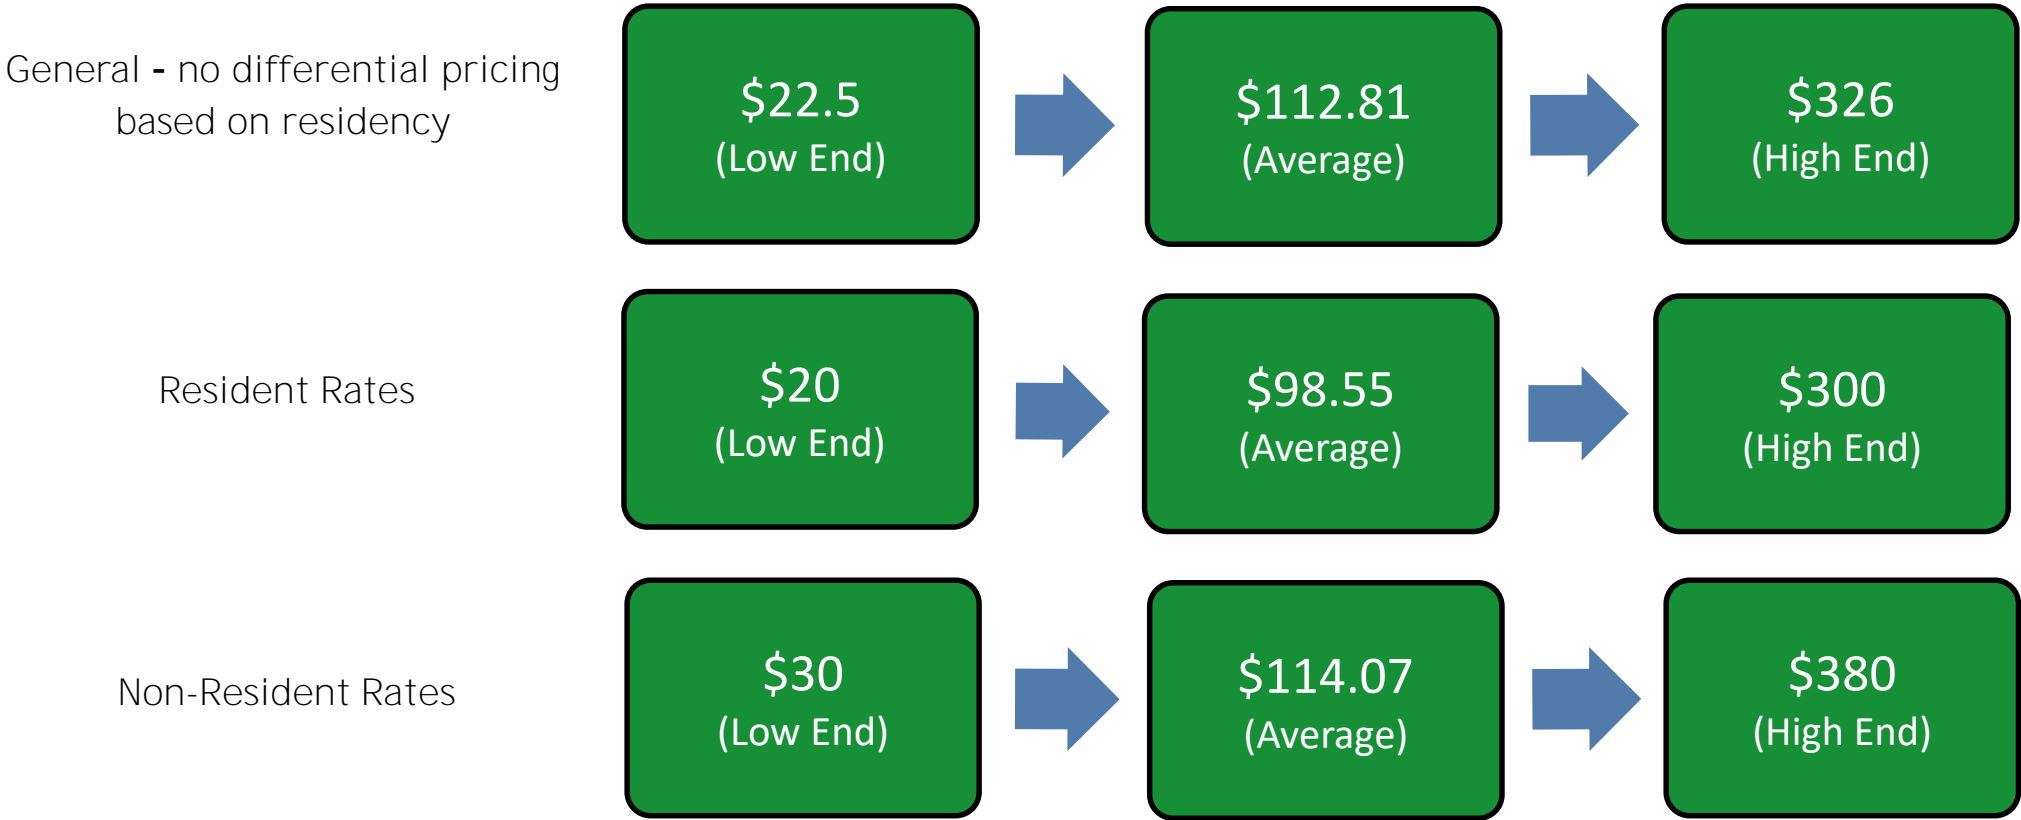 General - no differential pricing
based on residency
$22.5
(Low End)
$112.81
(Average)
$326
(High End)
Resident Rates
$20
(Low End)
$98.55
(Average)
$300
(High End)
Non-Resident Rates
$30
(Low End)
$114.07
(Average)
$380
(High End)